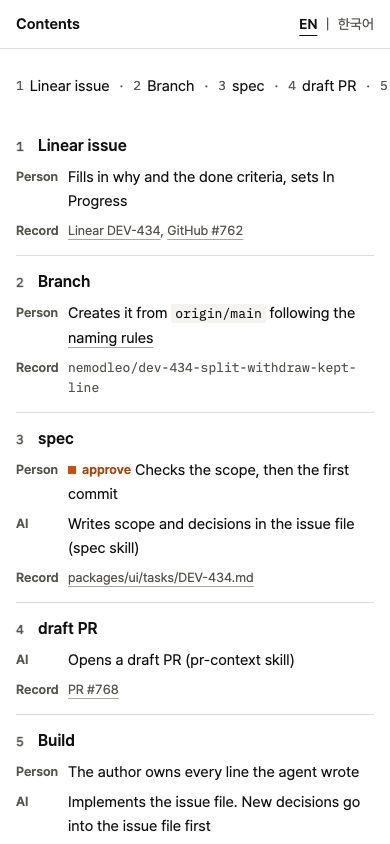 Contents
EN | 한국어
1 Linear issue · 2 Branch · 3 spec · 4 draft PR · 5
1 Linear issue
Person Fills in why and the done criteria, sets In
Progress
Record Linear DEV-434, GitHub #762
2 Branch
Person Creates it from origin/main following the
naming rules
Record nemodleo/dev-434-split-withdraw-kept-
line
3 spec
Person approve Checks the scope, then the first
commit
AI Writes scope and decisions in the issue file
(spec skill)
Record packages/ui/tasks/DEV-434.md
4 draft PR
AI Opens a draft PR (pr-context skill)
Record PR #768
5 Build
Person The author owns every line the agent wrote
AI Implements the issue file. New decisions go
into the issue file first